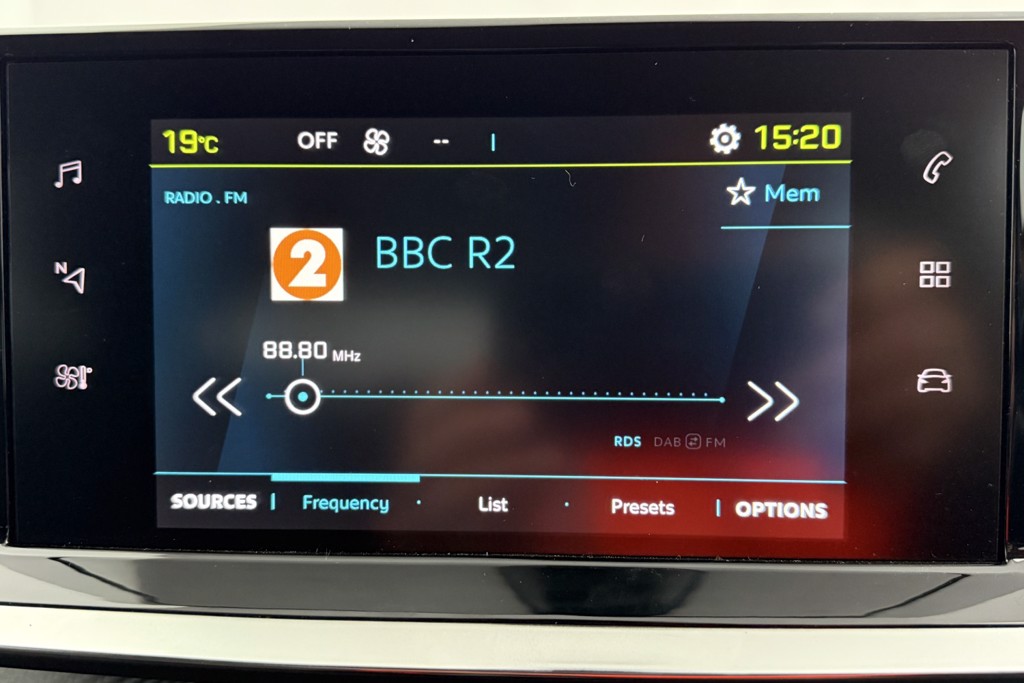 19°C OFF -- 15:20
RADIO . FM
Mem
2
BBC R2
88.80 MHz
N
RDS DAB FM
SOURCES Frequency List Presets OPTIONS